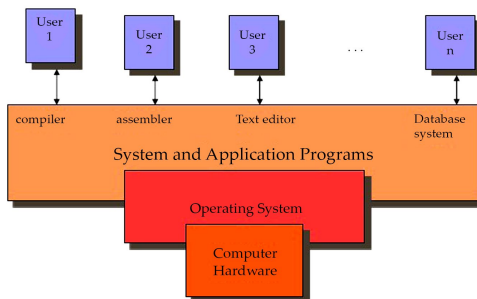 User
1
User
2
User
3
. . .
User
n
compiler
assembler
Text editor
Database
system
System and Application Programs
Operating System
Computer
Hardware